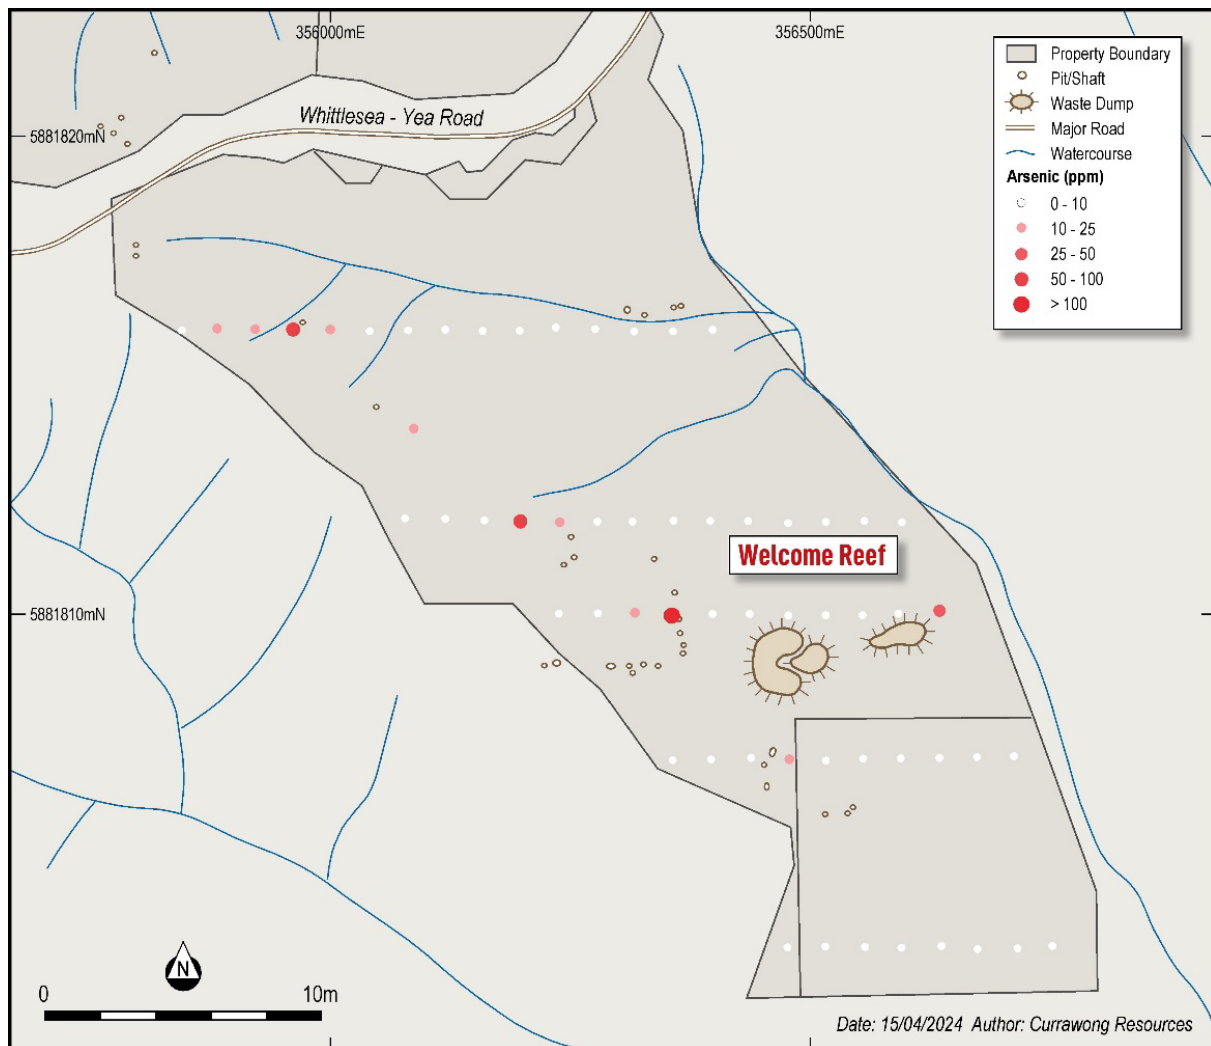 356000mE
356500mE
Property Boundary
Pit/Shaft
Waste Dump
Major Road
Watercourse
Arsenic (ppm)
0 - 10
10 - 25
25 - 50
50 - 100
> 100
Whittlesea - Yea Road
5881820mN
Welcome Reef
5881810mN
N
0 10m
Date: 15/04/2024 Author: Currawong Resources